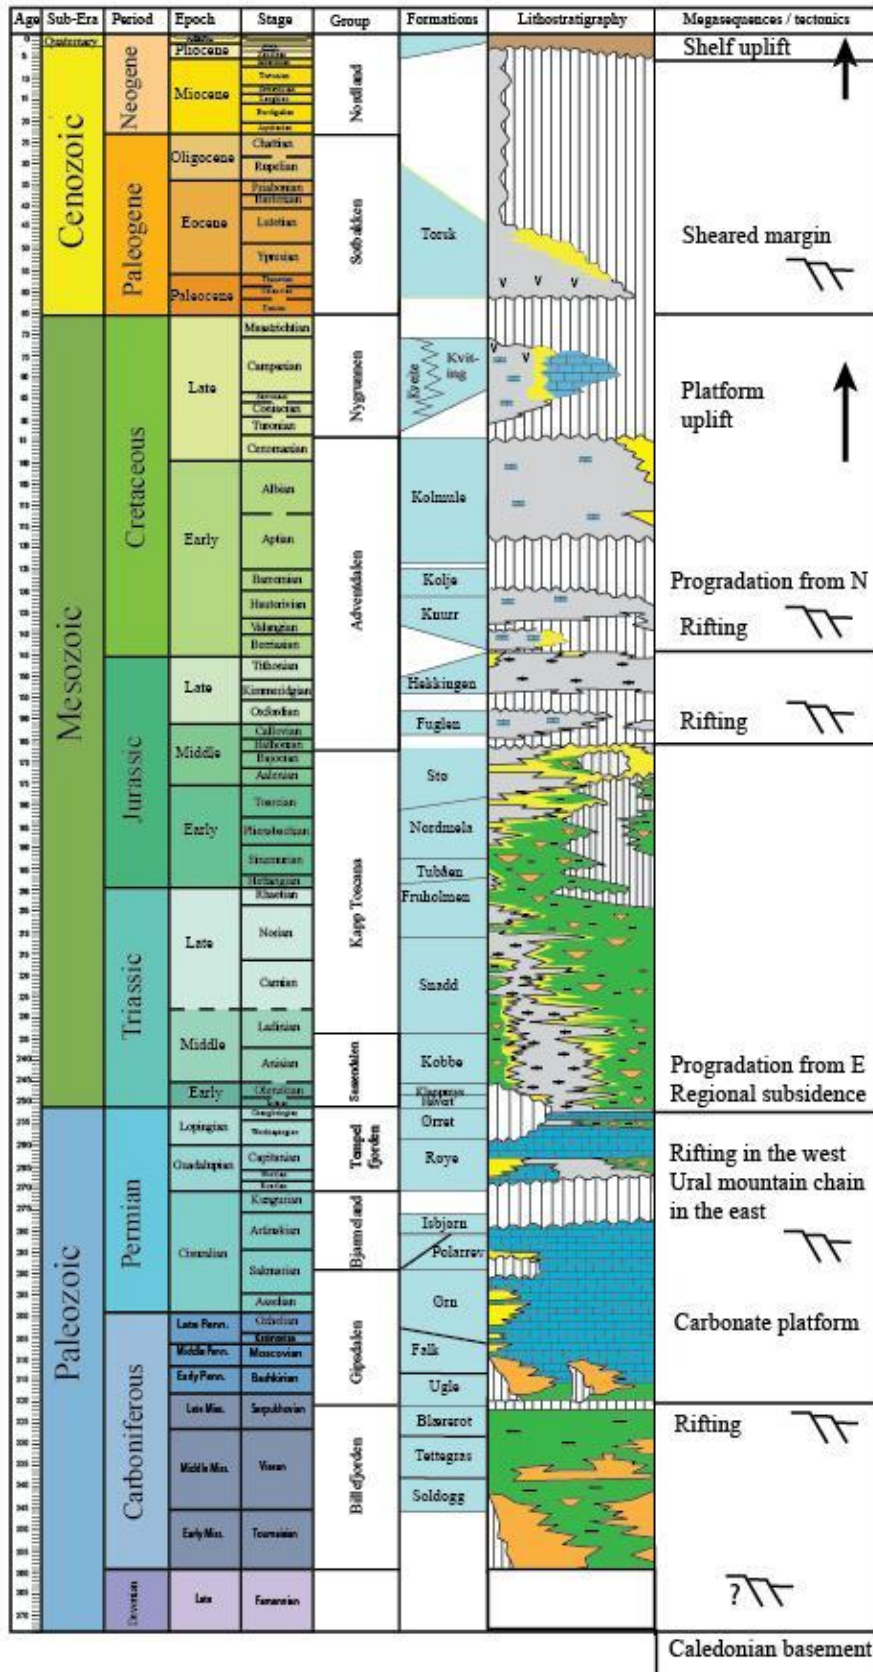 Age Sub-Era Period Epoch Stage Group Formations Lithostratigraphy Megasequences / tectonics
Quaternary
Cenozoic
Mesozoic
Paleozoic
Neogene
Paleogene
Cretaceous
Jurassic
Triassic
Permian
Carboniferous
Devonian
Pliocene
Miocene
Oligocene
Eocene
Paleocene
Late
Early
Late
Middle
Early
Late
Middle
Early
Lopingian
Guadalupian
Cisuralian
Late Penn.
Middle Penn.
Early Penn.
Late Miss.
Middle Miss.
Early Miss.
Late
Chattian
Rupelian
Priabonian
Lutetian
Ypresian
Maastrichtian
Campanian
Coniacian
Turonian
Cenomanian
Albian
Aptian
Barremian
Hauterivian
Valangian
Berriasian
Tithonian
Kimmeridgian
Oxfordian
Callovian
Bathonian
Bajocian
Aalenian
Toarcian
Pliensbachian
Sinemurian
Hettangian
Rhaetian
Norian
Carnian
Ladinian
Anisian
Olenekian
Capitanian
Kungurian
Artinskian
Sakmarian
Asselian
Moscovian
Bashkirian
Serpukhovian
Visean
Tournaisian
Famennian
Nordland
Sotbakken
Nygrunnen
Adventdalen
Kapp Toscana
Sassendalen
Tempel
fjorden
Bjarmeland
Gipsdalen
Billefjorden
Torsk
Kveite
Kvit-
ing
Kolmule
Kolje
Knurr
Hekkingen
Fuglen
Sto
Nordmela
Tubåen
Fruholmen
Snadd
Kobbe
Klappmys
Havert
Ørret
Røye
Isbjørn
Polarrev
Ørn
Falk
Ugle
Blærerot
Tettegras
Soldogg
V V V
V V
Shelf uplift
Sheared margin
Platform
uplift
Progradation from N
Rifting
Rifting
Progradation from E
Regional subsidence
Rifting in the west
Ural mountain chain
in the east
Carbonate platform
Rifting
?
Caledonian basement